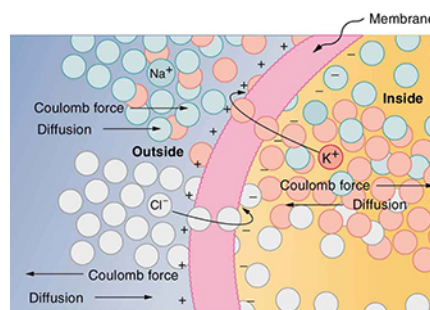 Membrane
Na+
Inside
Coulomb force
Diffusion
Outside
K+
Coulomb force
Cl−
Diffusion
Coulomb force
Diffusion